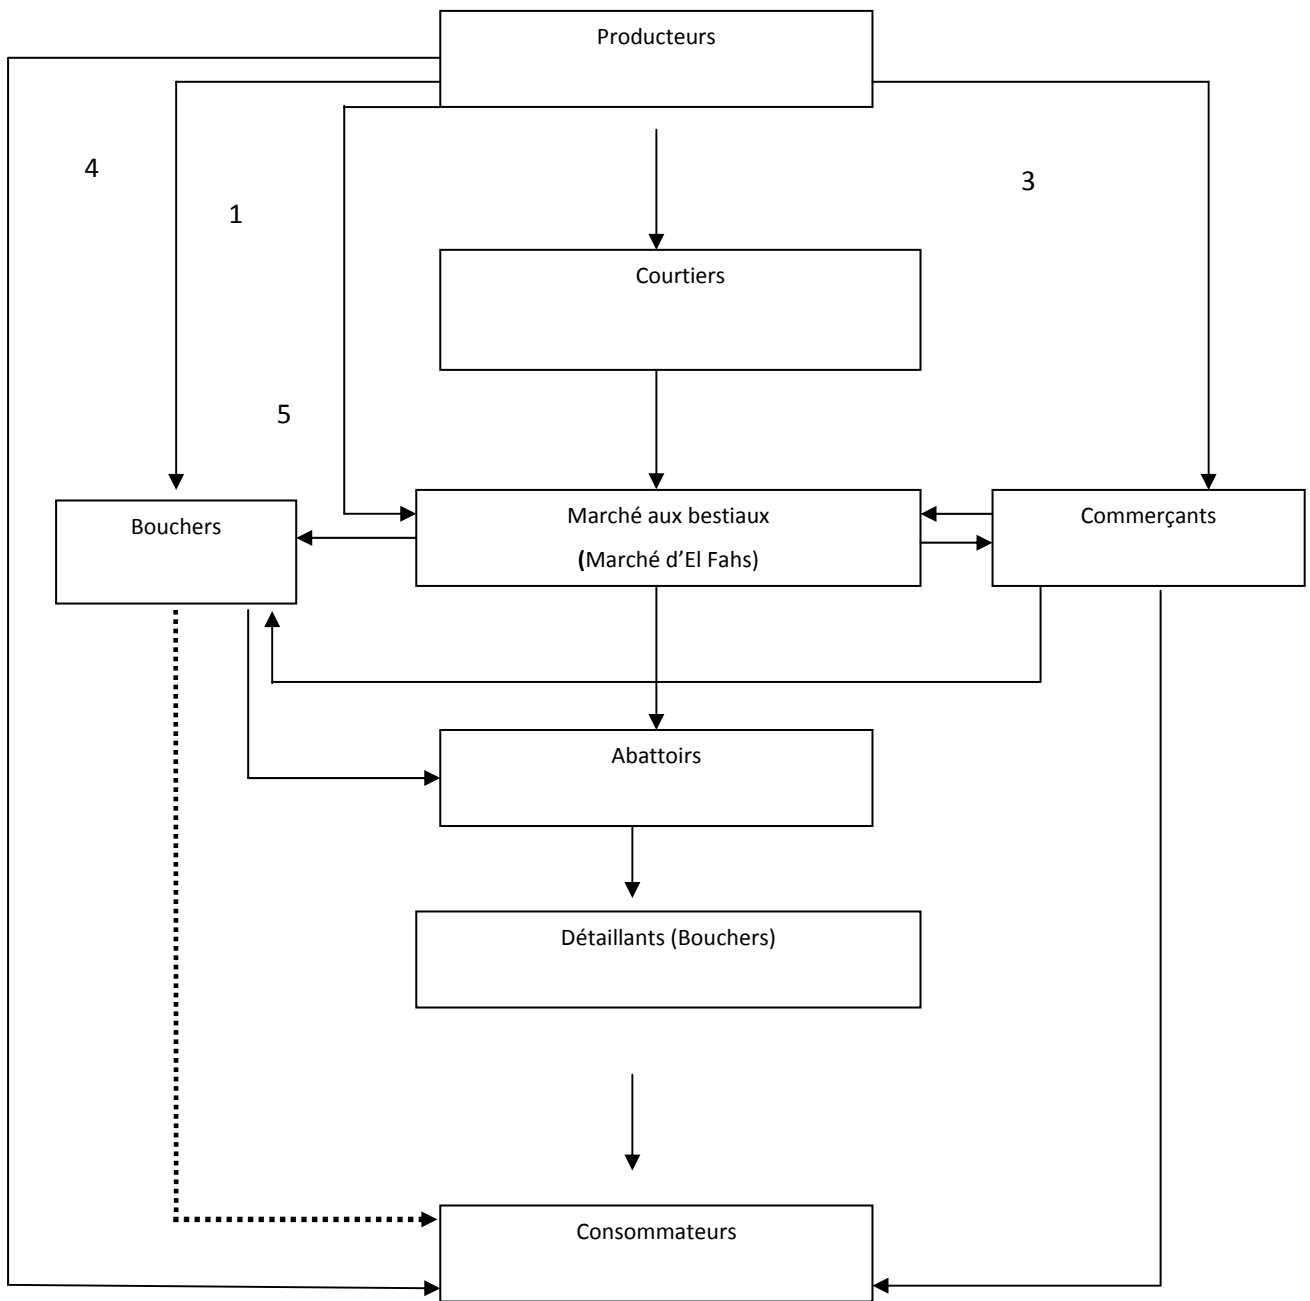 Producteurs
4
3
1
Courtiers
5
Bouchers
Marché aux bestiaux
(Marché d’El Fahs)
Commerçants
Abattoirs
Détaillants (Bouchers)
Consommateurs